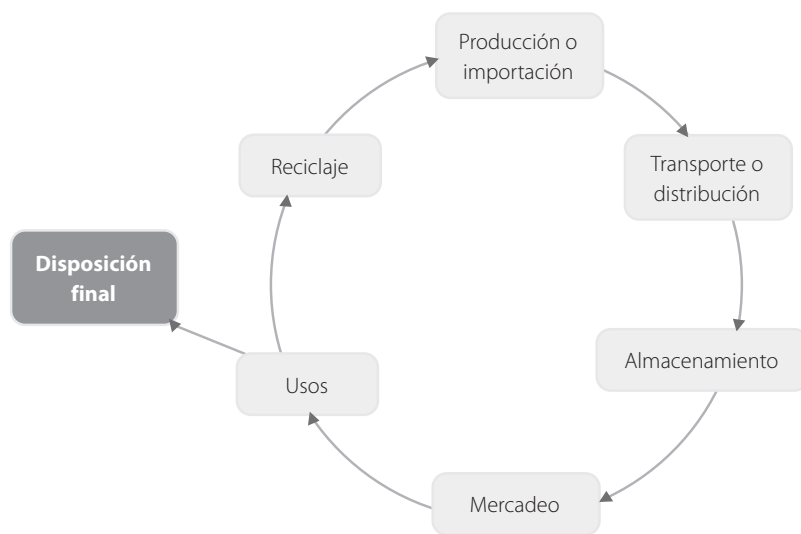 Producción o
importación
Transporte o
distribución
Almacenamiento
Mercadeo
Usos
Reciclaje
Disposición
final